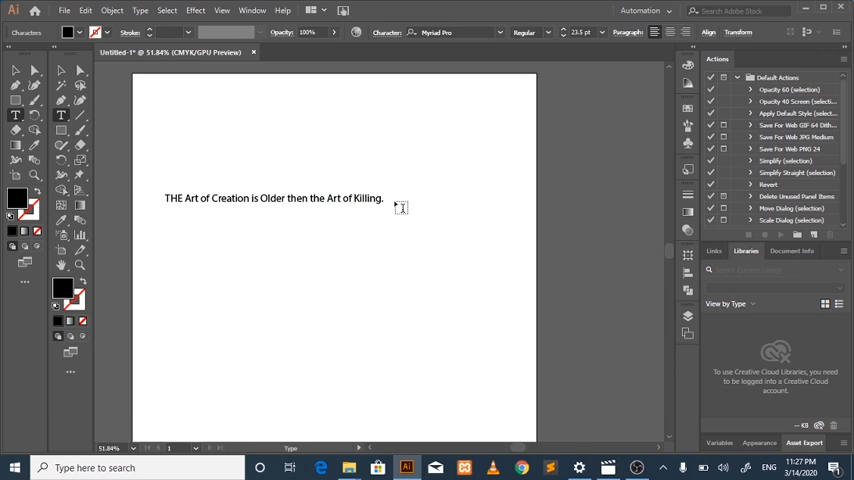 Ai File Edit Object Type Select Effect View Window Help Automation Search Adobe Stock
Characters Stroke: Opacity: 100% Character: Myriad Pro Regular 23.5 pt Paragraph: Align Transform
Untitled-1* @ 51.84% (CMYK/GPU Preview)
Actions
Default Actions
Opacity 60 (selection)
Opacity 40 Screen (selecti...
Apply Default Style (select...
Save For Web GIF 64 Dith...
Save For Web JPG Medium
Save For Web PNG 24
Simplify (selection)
Simplify Straight (selection)
Revert
Delete Unused Panel Items
Move Dialog (selection)
Scale Dialog (selection)
THE Art of Creation is Older then the Art of Killing.
Links Libraries Document Info
Search Current Library
View by Type
To use Creative Cloud Libraries, you
need to be logged into a Creative Cloud
account.
-- KB
Variables Appearance Asset Export
51.84% 1 Type
Type here to search
Ai
ENG
11:27 PM
3/14/2020